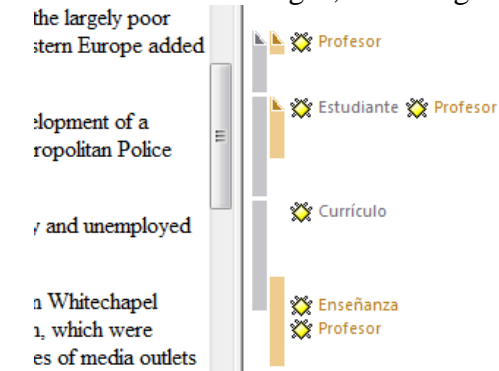 the largely poor
stern Europe added
Profesor
elopment of a
Estudiante Profesor
ropolitan Police
y and unemployed
Currículo
n Whitechapel
Enseñanza
n, which were
Profesor
es of media outlets